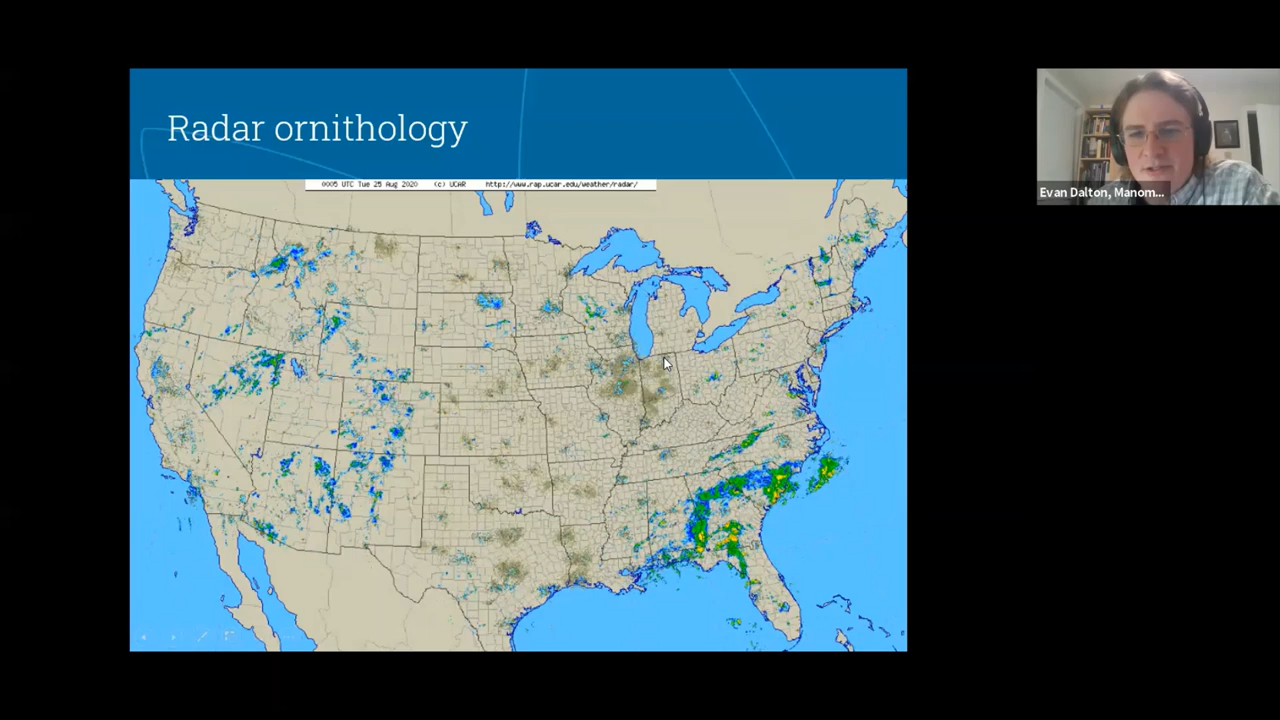 Radar ornithology
0005 UTC Tue 25 Aug 2020 (c) UCAR http://www.rap.ucar.edu/weather/radar/
Evan Dalton, Manom...